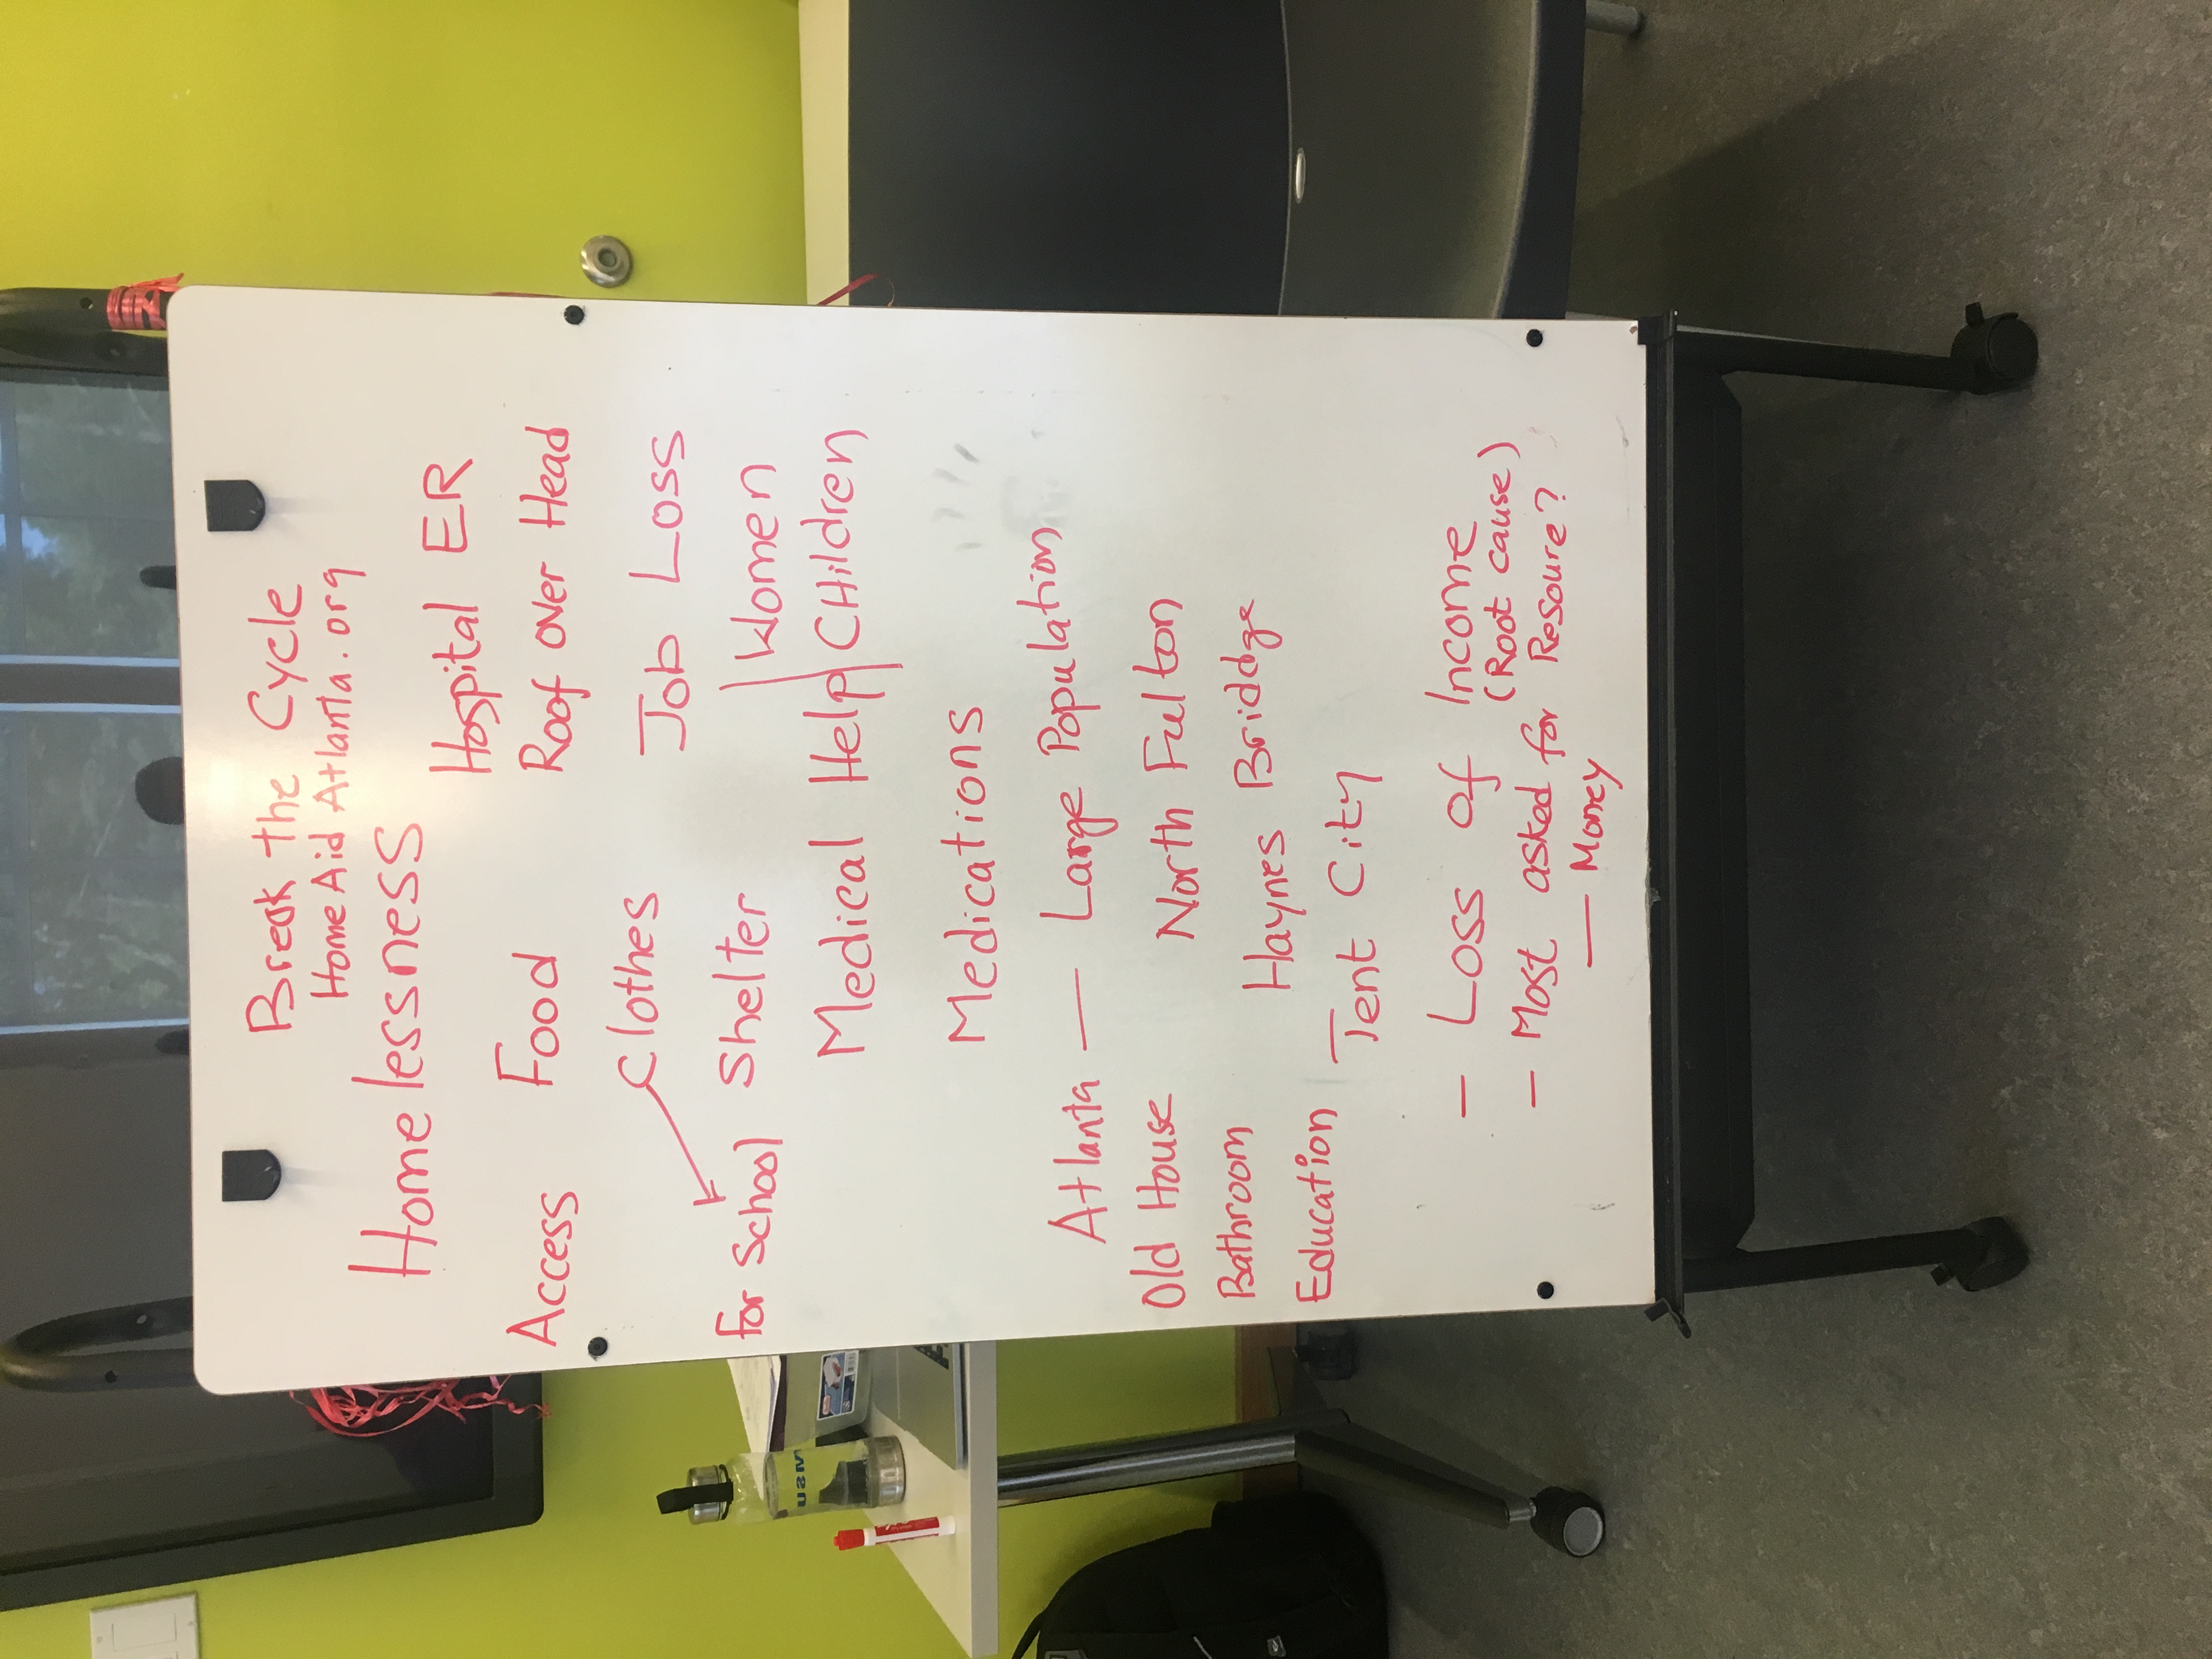 Break the Cycle
HomeAid Atlanta.org
Homelessness
Hospital ER
Access Food
Roof over Head
Clothes
Job Loss
For School Shelter
Women
Medical Help CHildren
Medications
Atlanta — Large Population
Old House North Fulton
Bathroom Haynes Briddge
Education Tent City
- Loss of Income
(Root cause)
- Most asked for Resoure?
— Money
USM